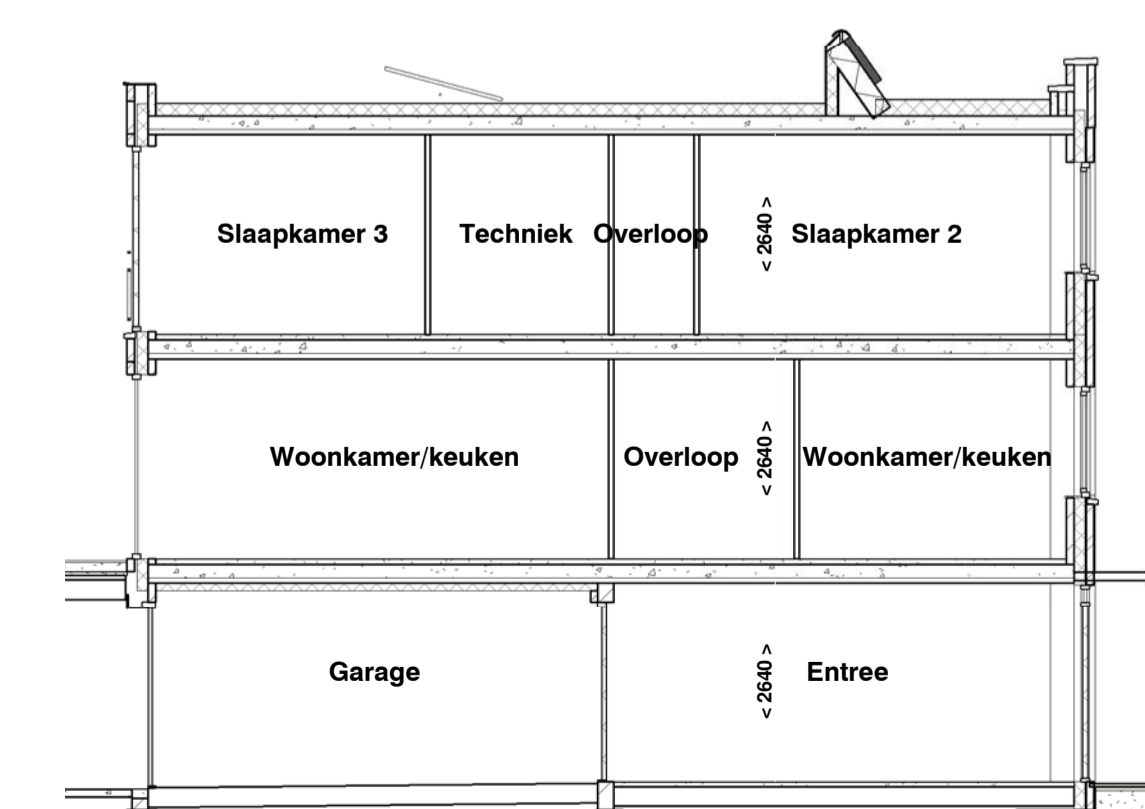 Slaapkamer 3
Techniek
Overloop
< 2640 >
Slaapkamer 2
Woonkamer/keuken
Overloop
< 2640 >
Woonkamer/keuken
Garage
< 2640 >
Entree